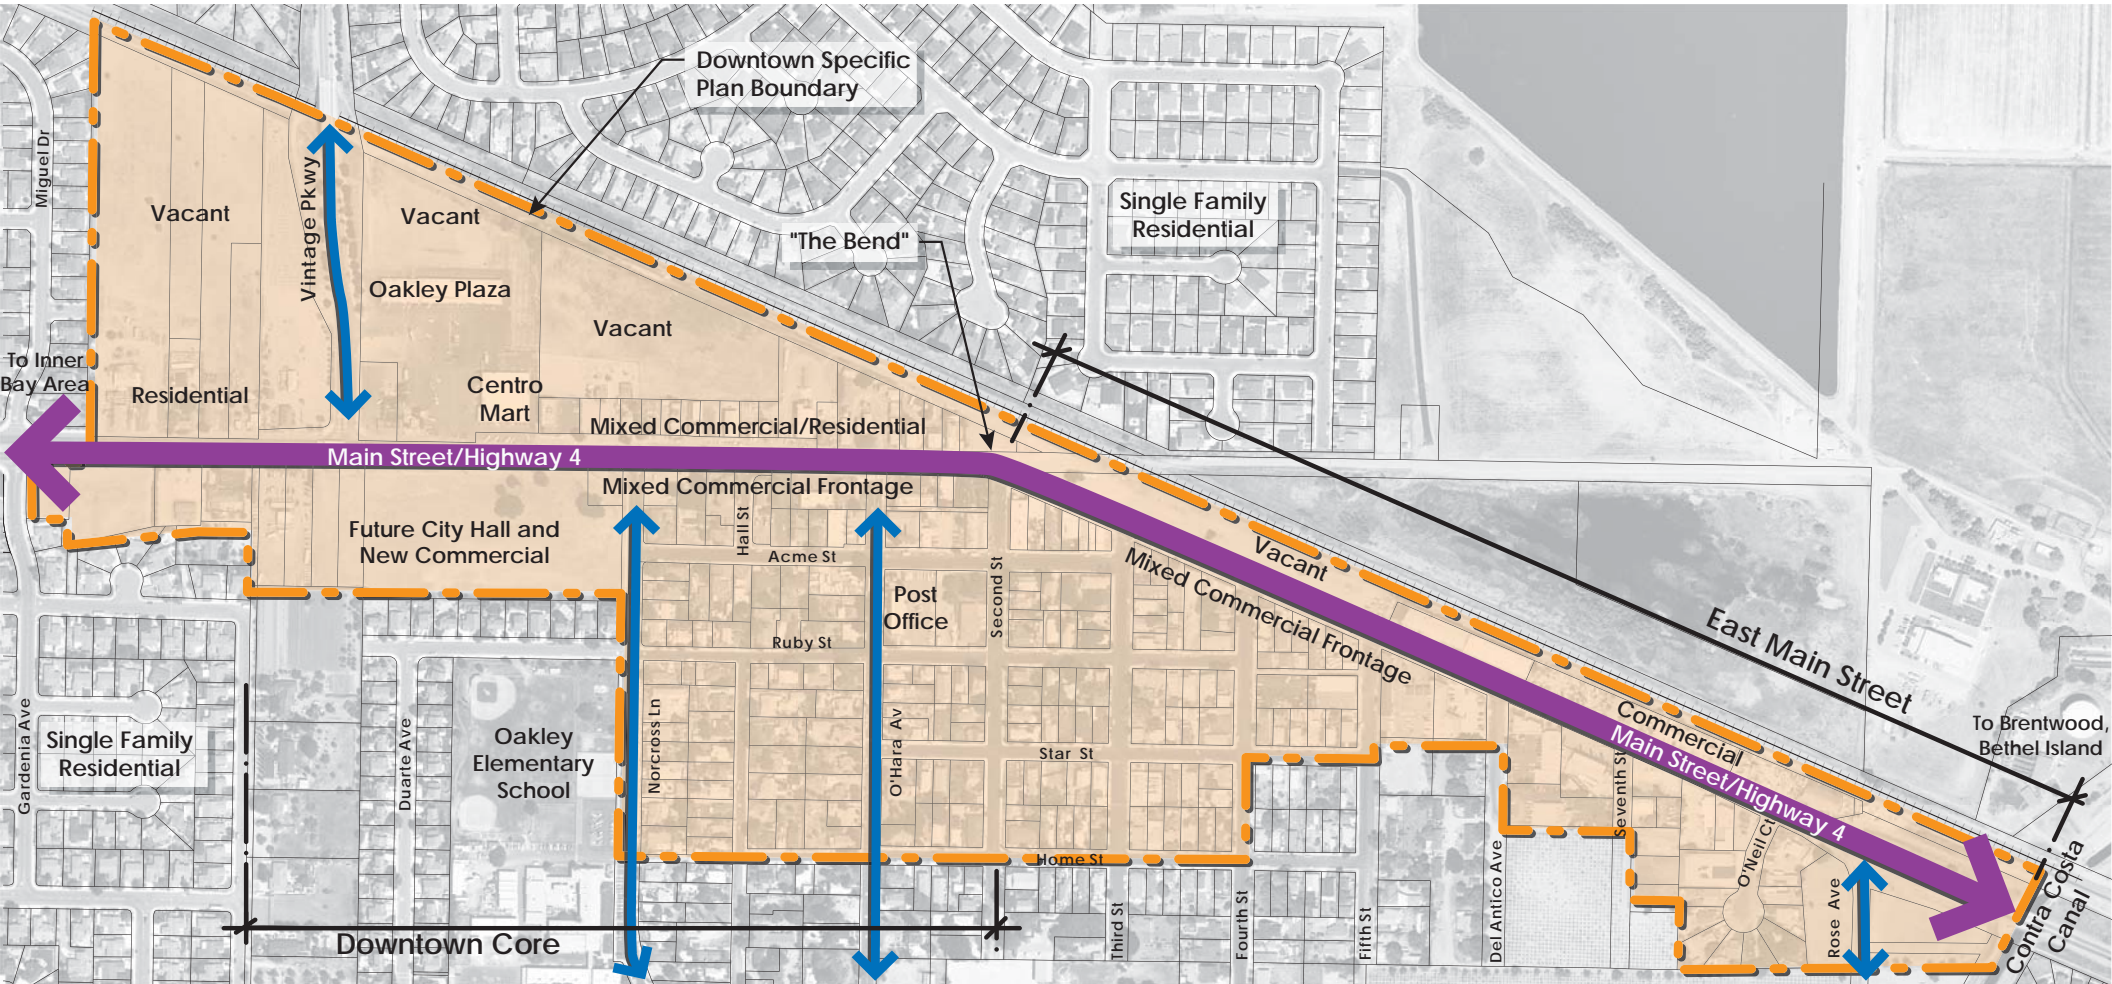 Downtown Specific
Plan Boundary
Miguel Dr
Vintage Pkwy
Vacant
Vacant
Single Family
Residential
"The Bend"
Oakley Plaza
Vacant
To Inner
Bay Area
Residential
Centro
Mart
Mixed Commercial/Residential
Main Street/Highway 4
Mixed Commercial Frontage
Future City Hall and
New Commercial
Hall St
Acme St
Second St
Vacant
Mixed Commercial Frontage
Post
Office
Ruby St
East Main Street
Gardenia Ave
Single Family
Residential
Duarte Ave
Oakley
Elementary
School
Norcross Ln
O'Hara Av
Star St
Commercial
Main Street/Highway 4
To Brentwood,
Bethel Island
Seventh St
O'Neil Ct
Home St
Downtown Core
Third St
Fourth St
Fifth St
Del Antico Ave
Rose Ave
Contra Costa
Canal